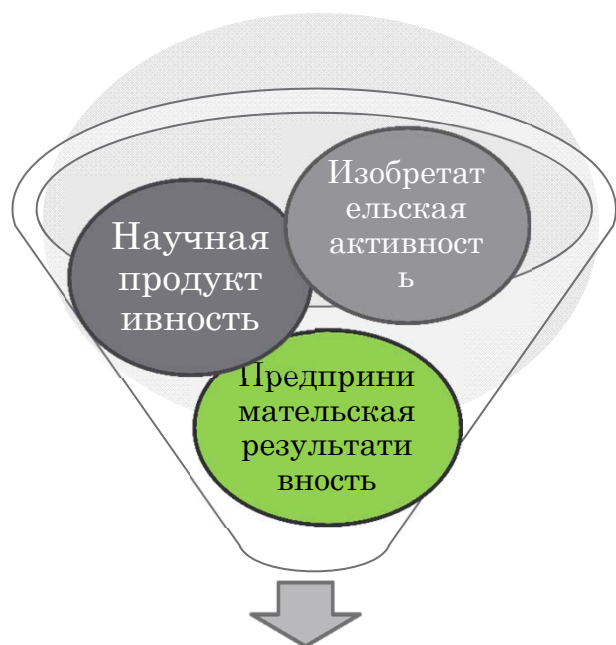 Изобретат
ельская
активност
ь
Научная
продукт
ивность
Предприни
мательская
результати
вность